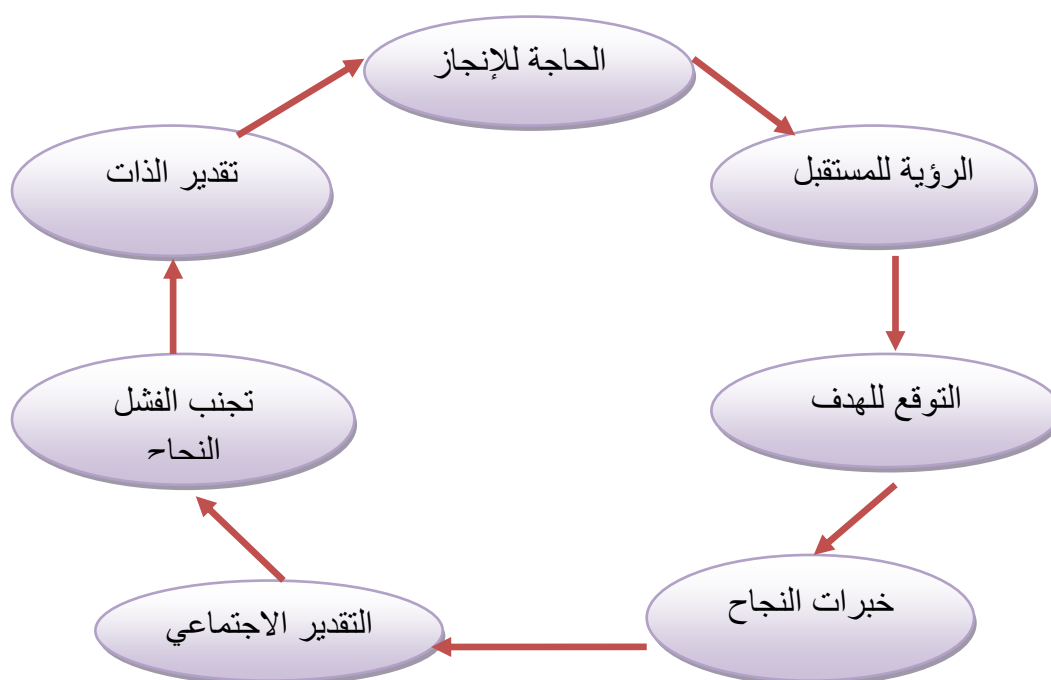 الحاجة للإنجاز
الرؤية للمستقبل
التوقع للهدف
خبرات النجاح
التقدير الاجتماعي
تجنب الفشل
النجاح
تقدير الذات